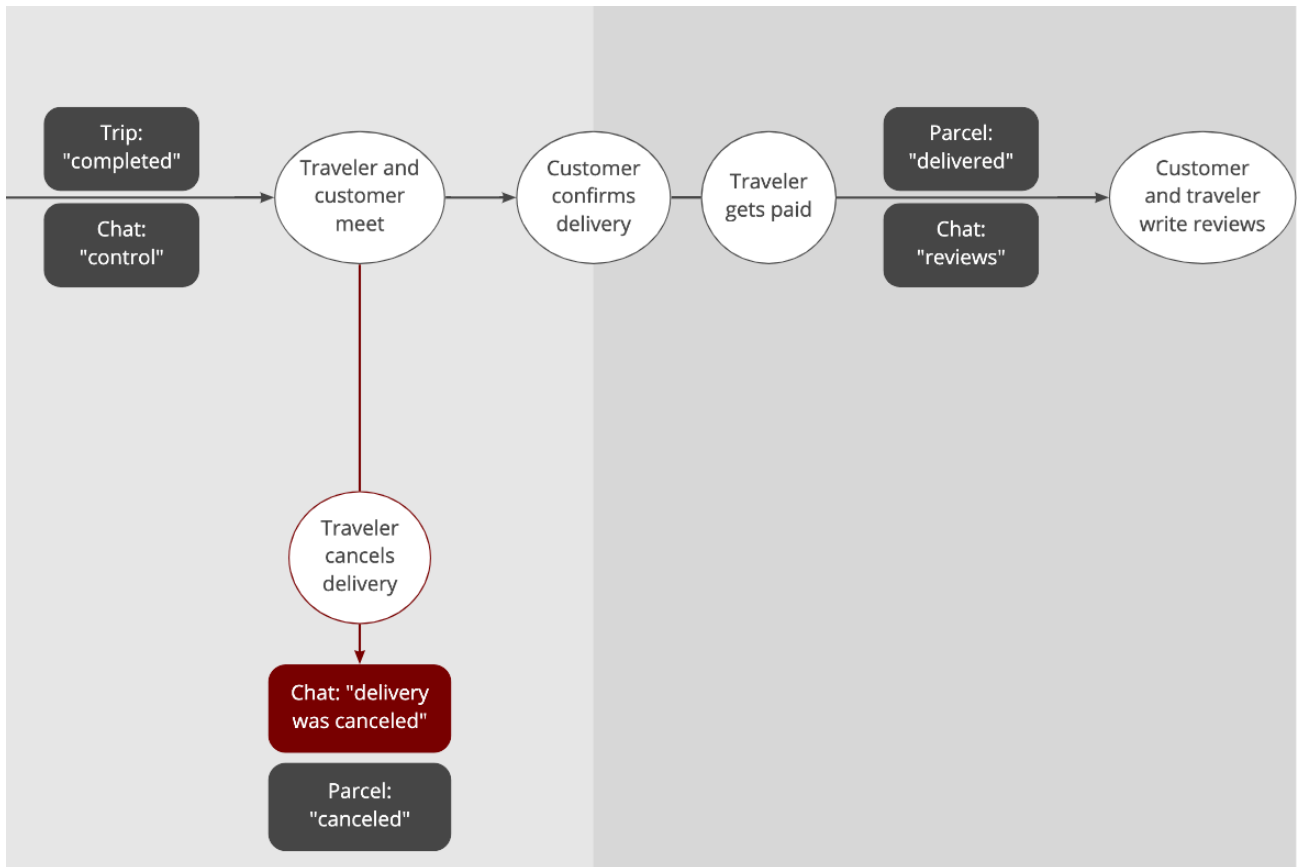 Trip:
"completed"
Chat:
"control"
Traveler and
customer
meet
Customer
confirms
delivery
Traveler
gets paid
Parcel:
"delivered"
Chat:
"reviews"
Customer
and traveler
write reviews
Traveler
cancels
delivery
Chat: "delivery
was canceled"
Parcel:
"canceled"